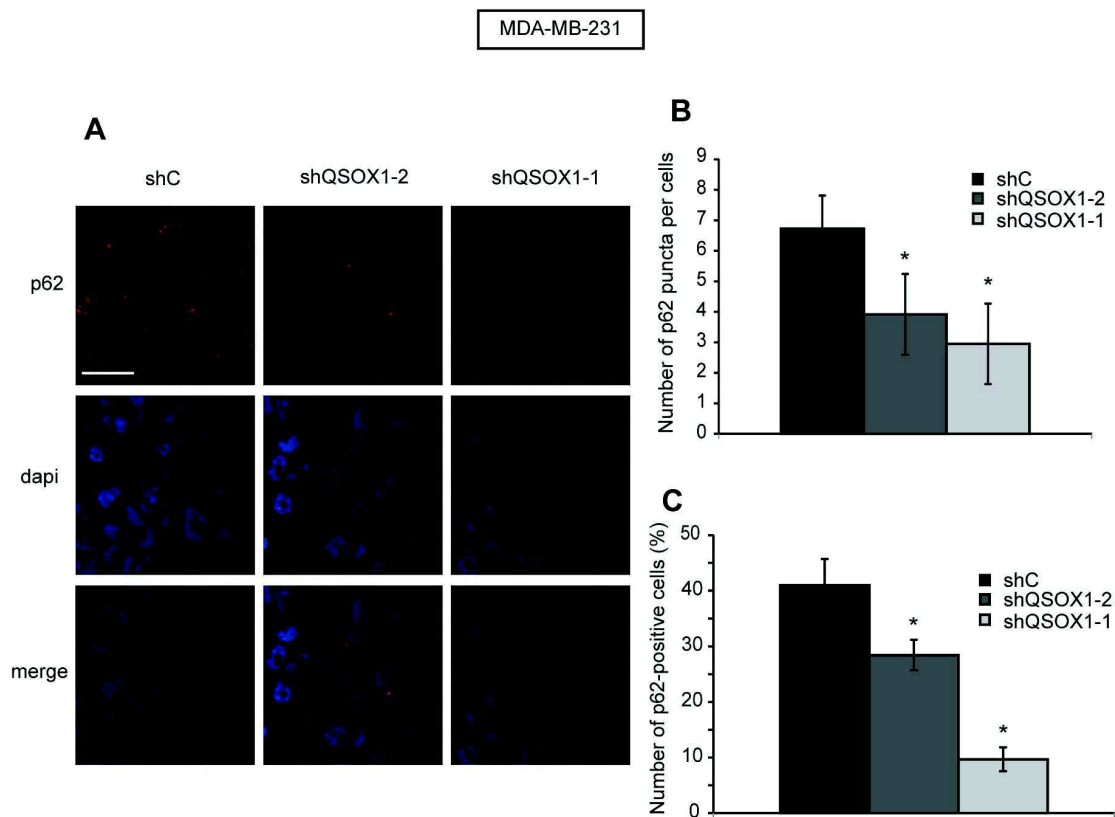 MDA-MB-231
A
shC
shQSOX1-2
shQSOX1-1
p62
dapi
merge
B
Number of p62 puncta per cells
9
8
7
6
5
4
3
2
1
0
shC
shQSOX1-2
shQSOX1-1
*
*
C
Number of p62-positive cells (%)
50
40
30
20
10
0
shC
shQSOX1-2
shQSOX1-1
*
*